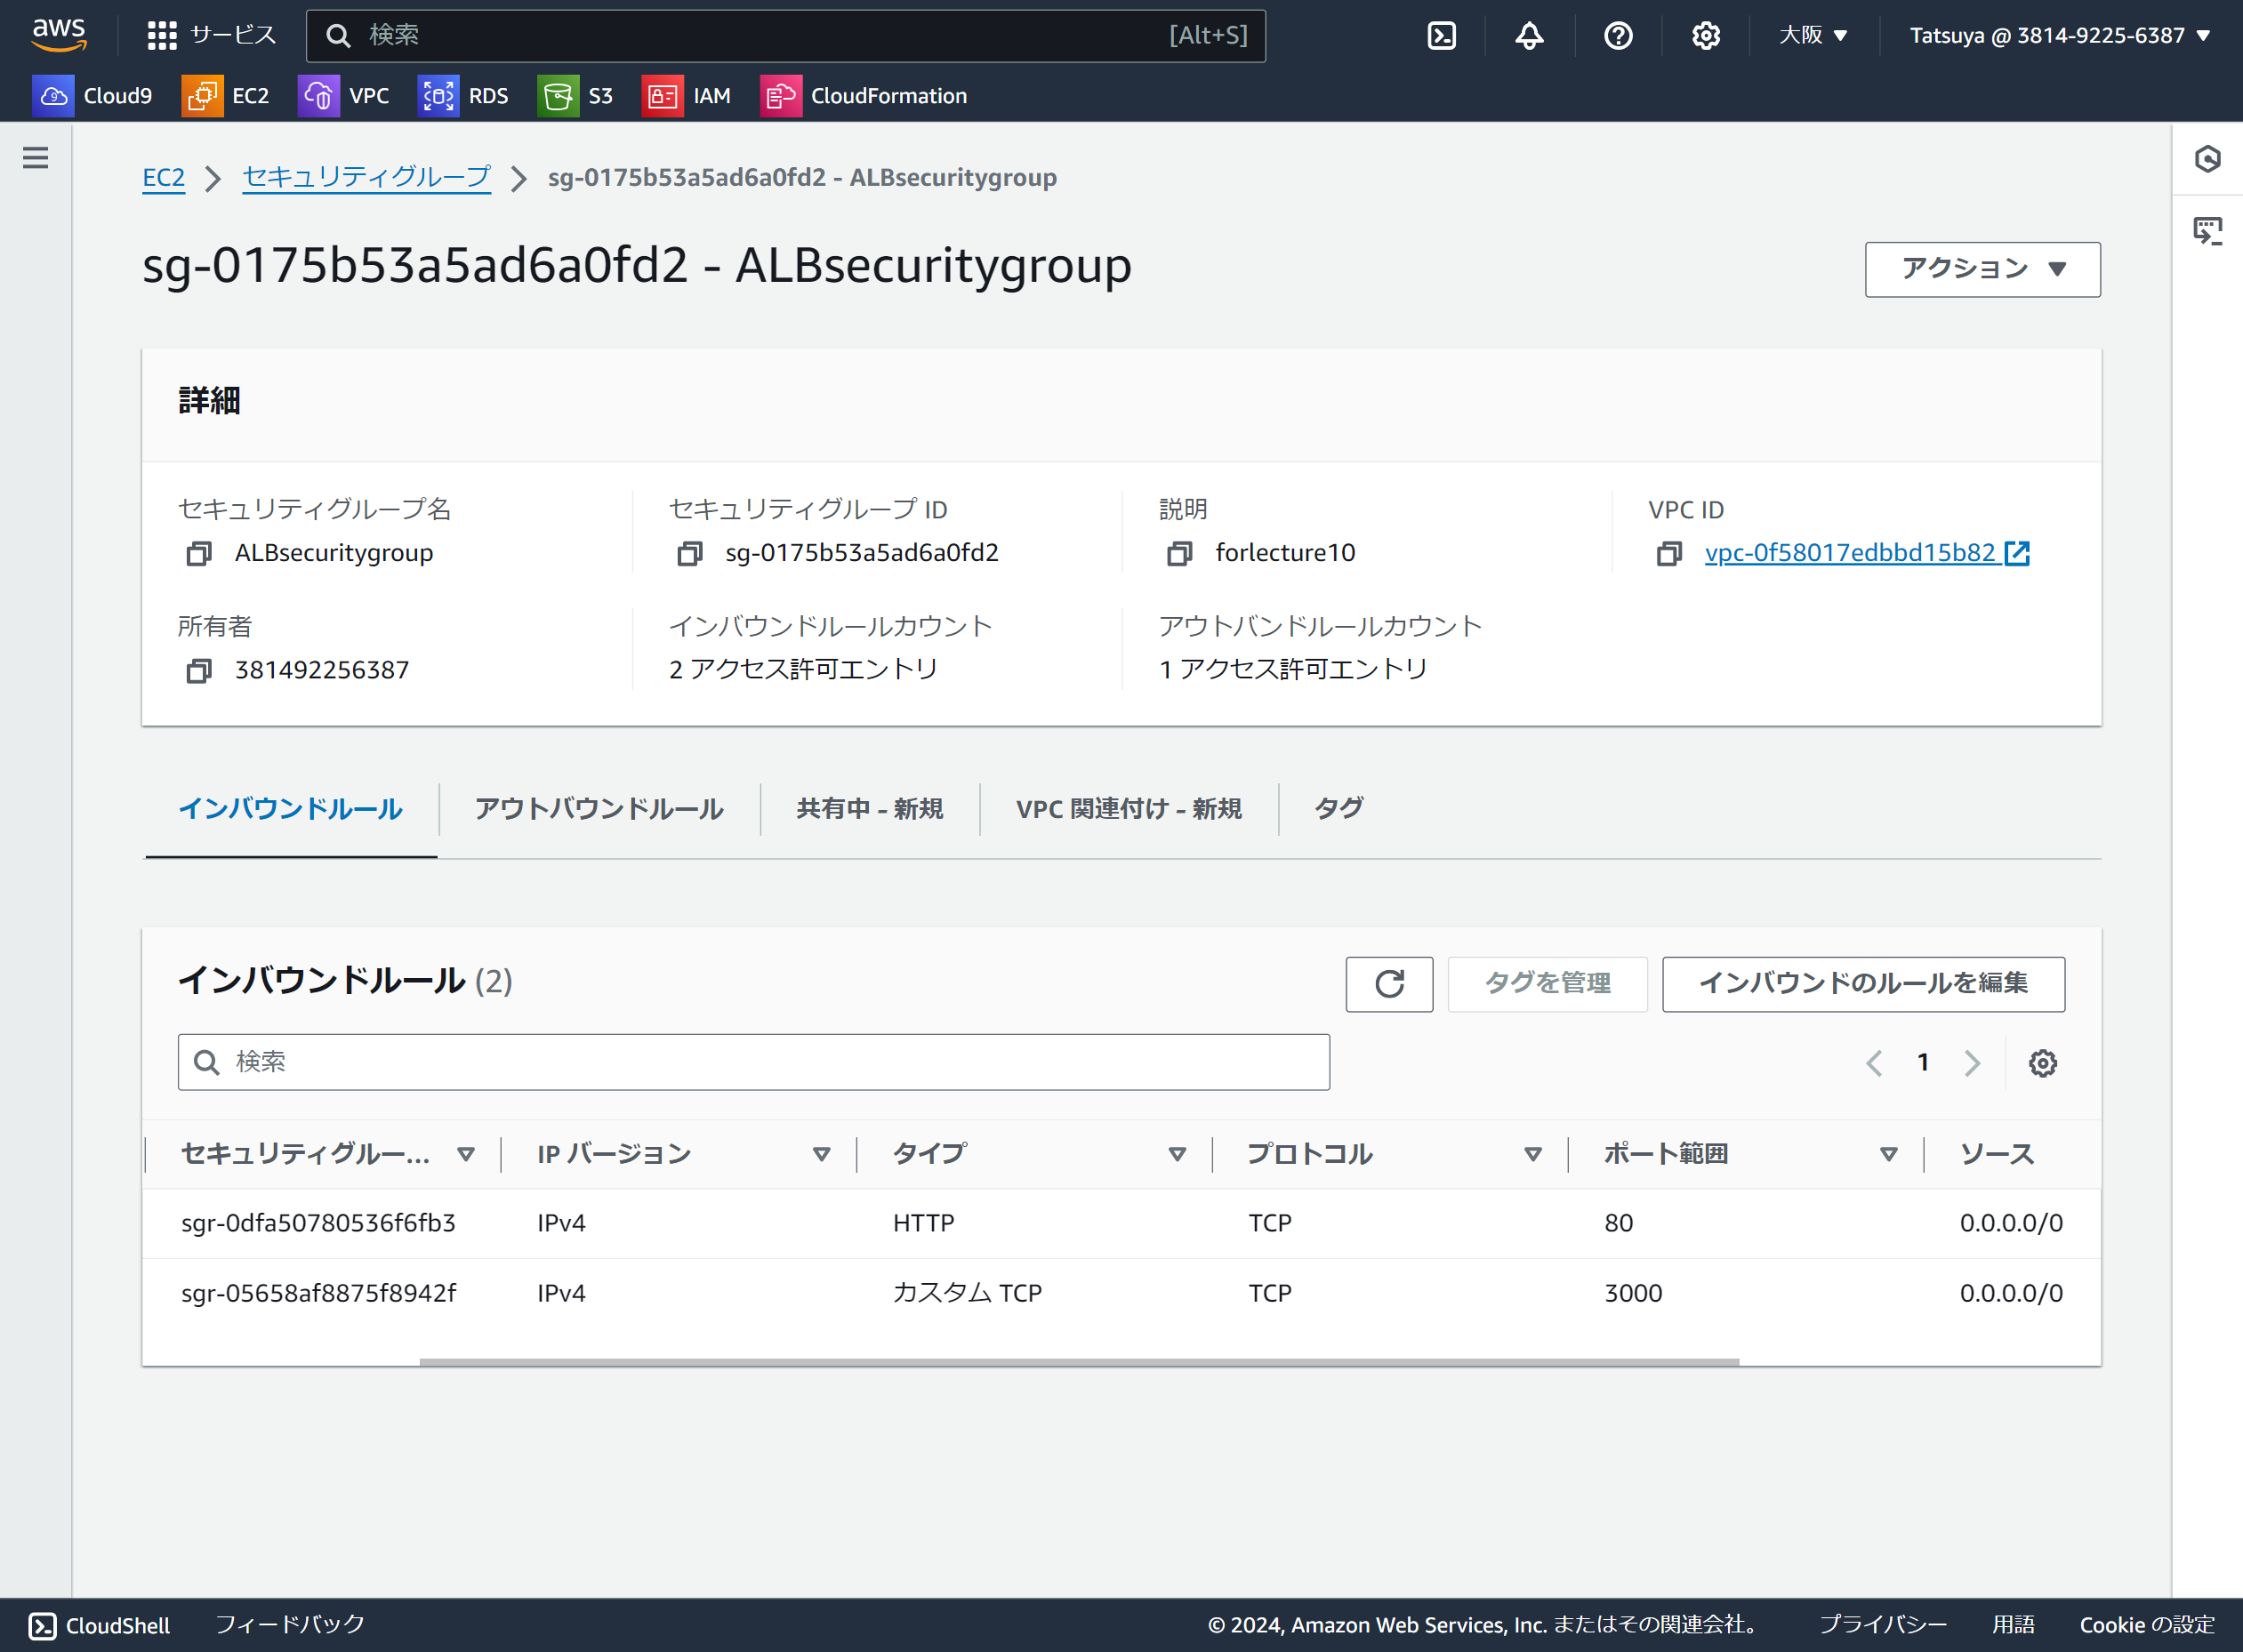 aws サービス 検索 [Alt+S] 大阪 Tatsuya @ 3814-9225-6387
Cloud9 EC2 VPC RDS S3 IAM CloudFormation
EC2 セキュリティグループ sg-0175b53a5ad6a0fd2 - ALBsecuritygroup
sg-0175b53a5ad6a0fd2 - ALBsecuritygroup アクション
詳細
セキュリティグループ名 セキュリティグループ ID 説明 VPC ID
ALBsecuritygroup sg-0175b53a5ad6a0fd2 forlecture10 vpc-0f58017edbbd15b82
所有者 インバウンドルールカウント アウトバンドルールカウント
381492256387 2 アクセス許可エントリ 1 アクセス許可エントリ
インバウンドルール アウトバウンドルール 共有中 - 新規 VPC 関連付け - 新規 タグ
インバウンドルール (2) タグを管理 インバウンドのルールを編集
検索 1
セキュリティグルー... IP バージョン タイプ プロトコル ポート範囲 ソース
sgr-0dfa50780536f6fb3 IPv4 HTTP TCP 80 0.0.0.0/0
sgr-05658af8875f8942f IPv4 カスタム TCP TCP 3000 0.0.0.0/0
CloudShell フィードバック © 2024, Amazon Web Services, Inc. またはその関連会社。 プライバシー 用語 Cookie の設定